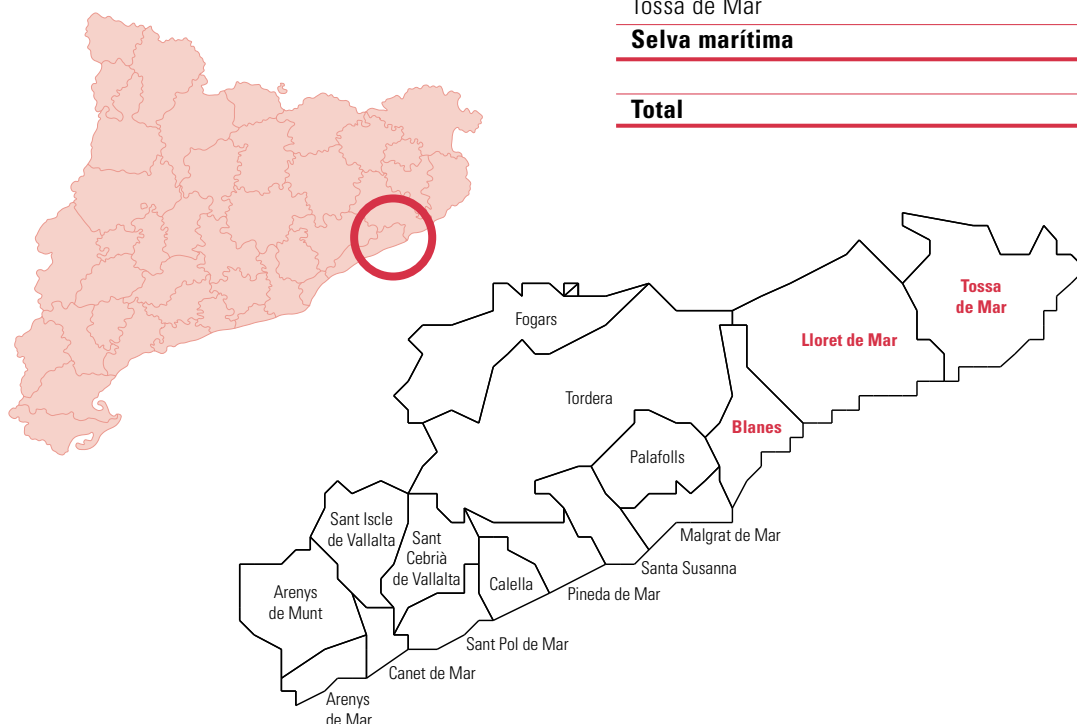 Tossa de Mar
Selva marítima
Total
Tossa
de Mar
Lloret de Mar
Fogars
Tordera
Blanes
Palafolls
Sant Iscle
de Vallalta
Sant
Cebrià
de Vallalta
Malgrat de Mar
Santa Susanna
Calella
Pineda de Mar
Arenys
de Munt
Sant Pol de Mar
Canet de Mar
Arenys
de Mar